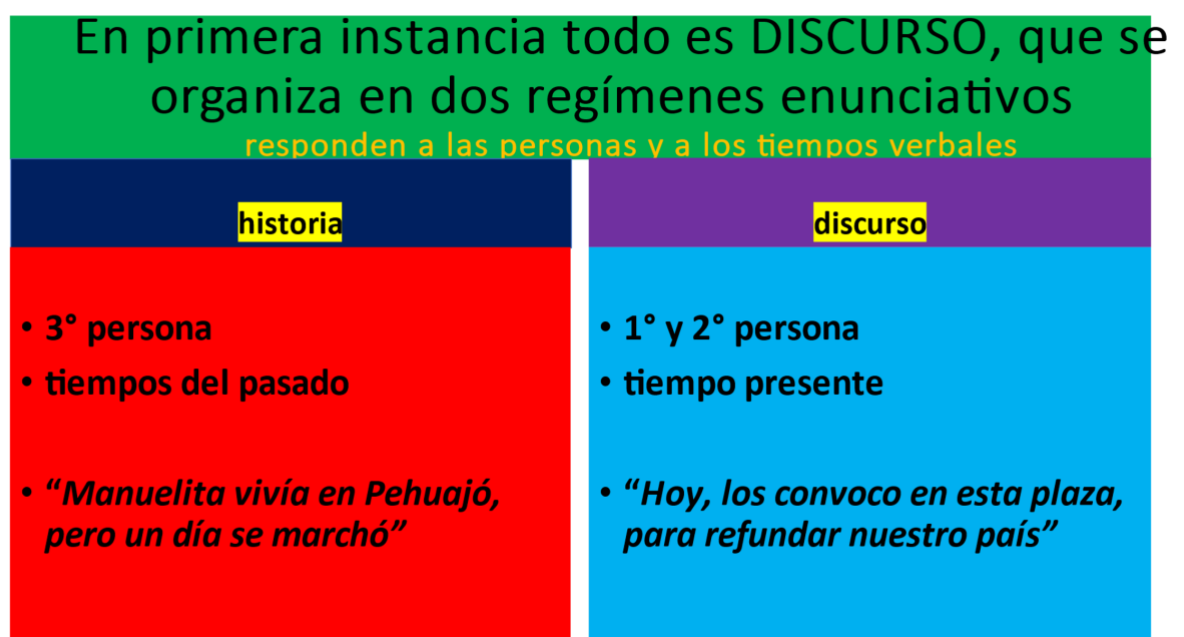 En primera instancia todo es DISCURSO, que se
organiza en dos regímenes enunciativos
responden a las personas y a los tiempos verbales
historia
• 3° persona
• tiempos del pasado
• “Manuelita vivía en Pehuajó,
pero un día se marchó”
discurso
• 1° y 2° persona
• tiempo presente
• “Hoy, los convoco en esta plaza,
para refundar nuestro país”